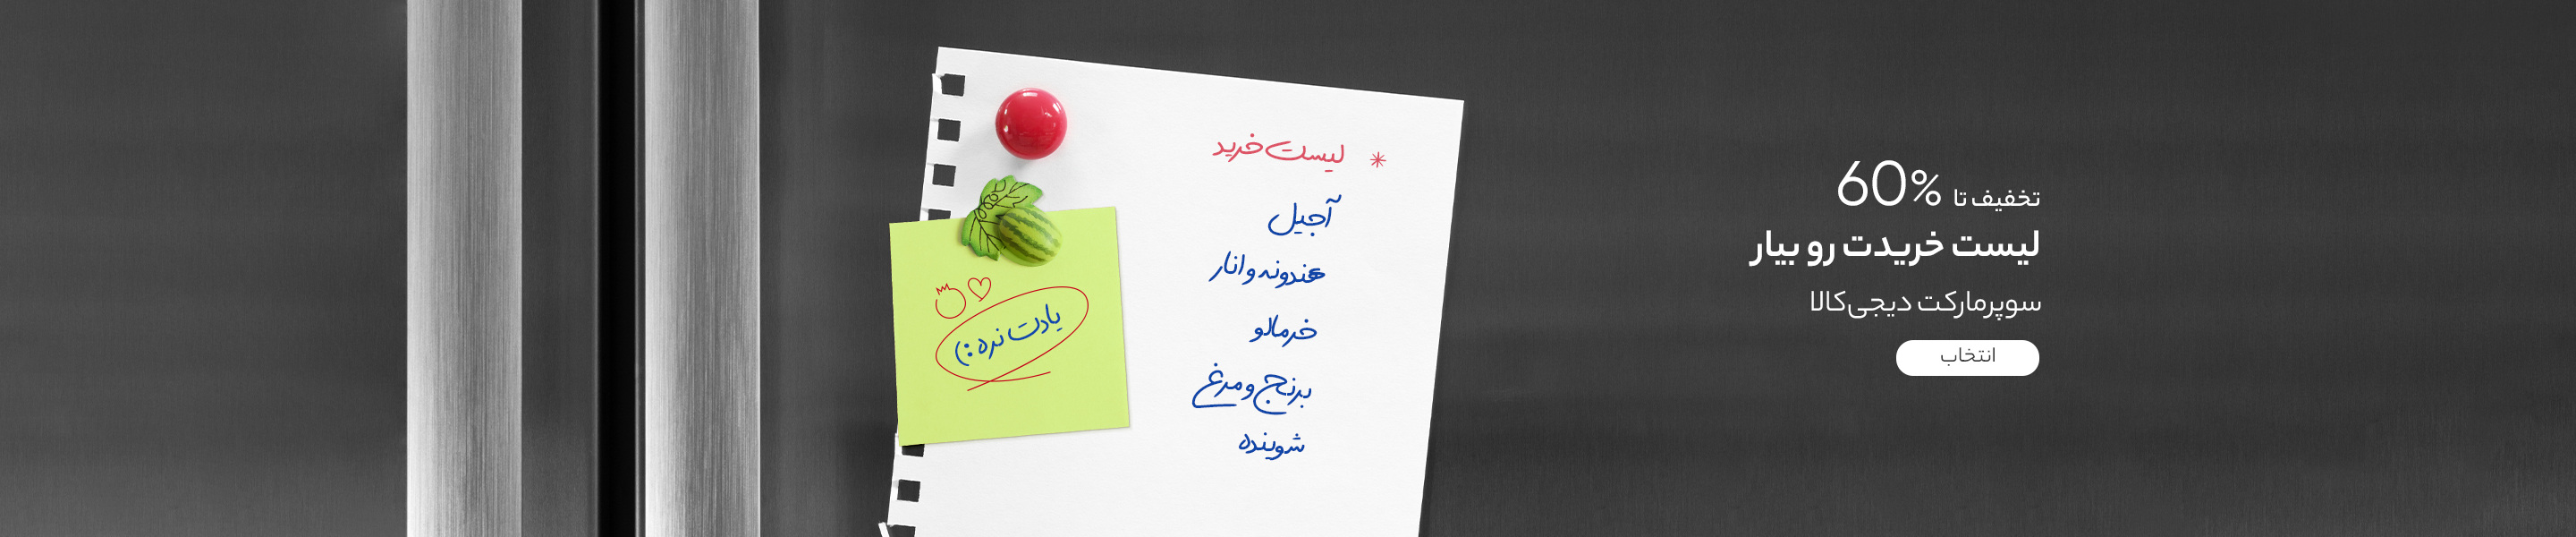 لیست خرید *
آجیل
هندونه و انار
خرمالو
برنج و مرغ
شوینده
یادت نره :)
تخفیف تا 60%
لیست خریدت رو بیار
سوپرمارکت دیجی‌کالا
انتخاب